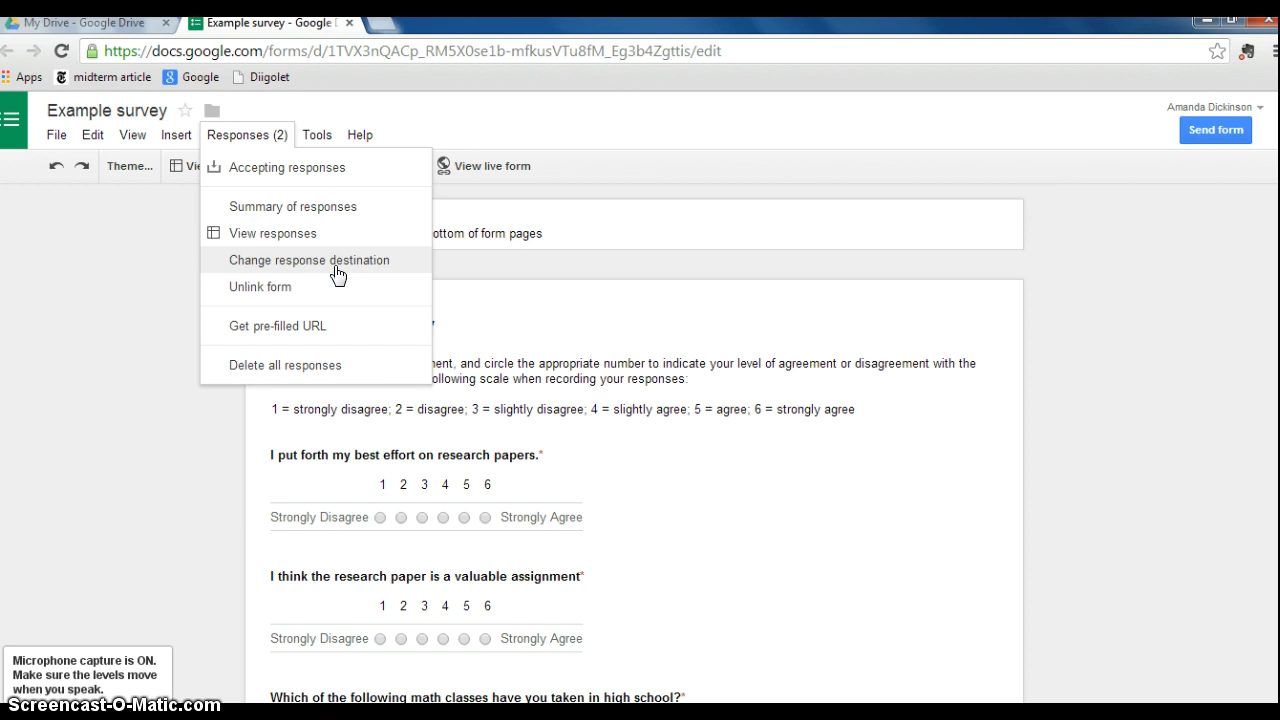 My Drive - Google Drive
Example survey - Google
https://docs.google.com/forms/d/1TVX3nQACp_RM5X0se1b-mfkusVTu8fM_Eg3b4Zgttis/edit
Apps midterm article Google Diigolet
Example survey
Amanda Dickinson
File Edit View Insert Responses (2) Tools Help
Send form
Theme... View live form
Accepting responses
Summary of responses
View responses
ottom of form pages
Change response destination
Unlink form
Get pre-filled URL
Delete all responses
ment, and circle the appropriate number to indicate your level of agreement or disagreement with the
ollowing scale when recording your responses:
1 = strongly disagree; 2 = disagree; 3 = slightly disagree; 4 = slightly agree; 5 = agree; 6 = strongly agree
I put forth my best effort on research papers.*
1 2 3 4 5 6
Strongly Disagree Strongly Agree
I think the research paper is a valuable assignment*
1 2 3 4 5 6
Strongly Disagree Strongly Agree
Which of the following math classes have you taken in high school?*
Microphone capture is ON.
Make sure the levels move
when you speak.
Screencast-O-Matic.com